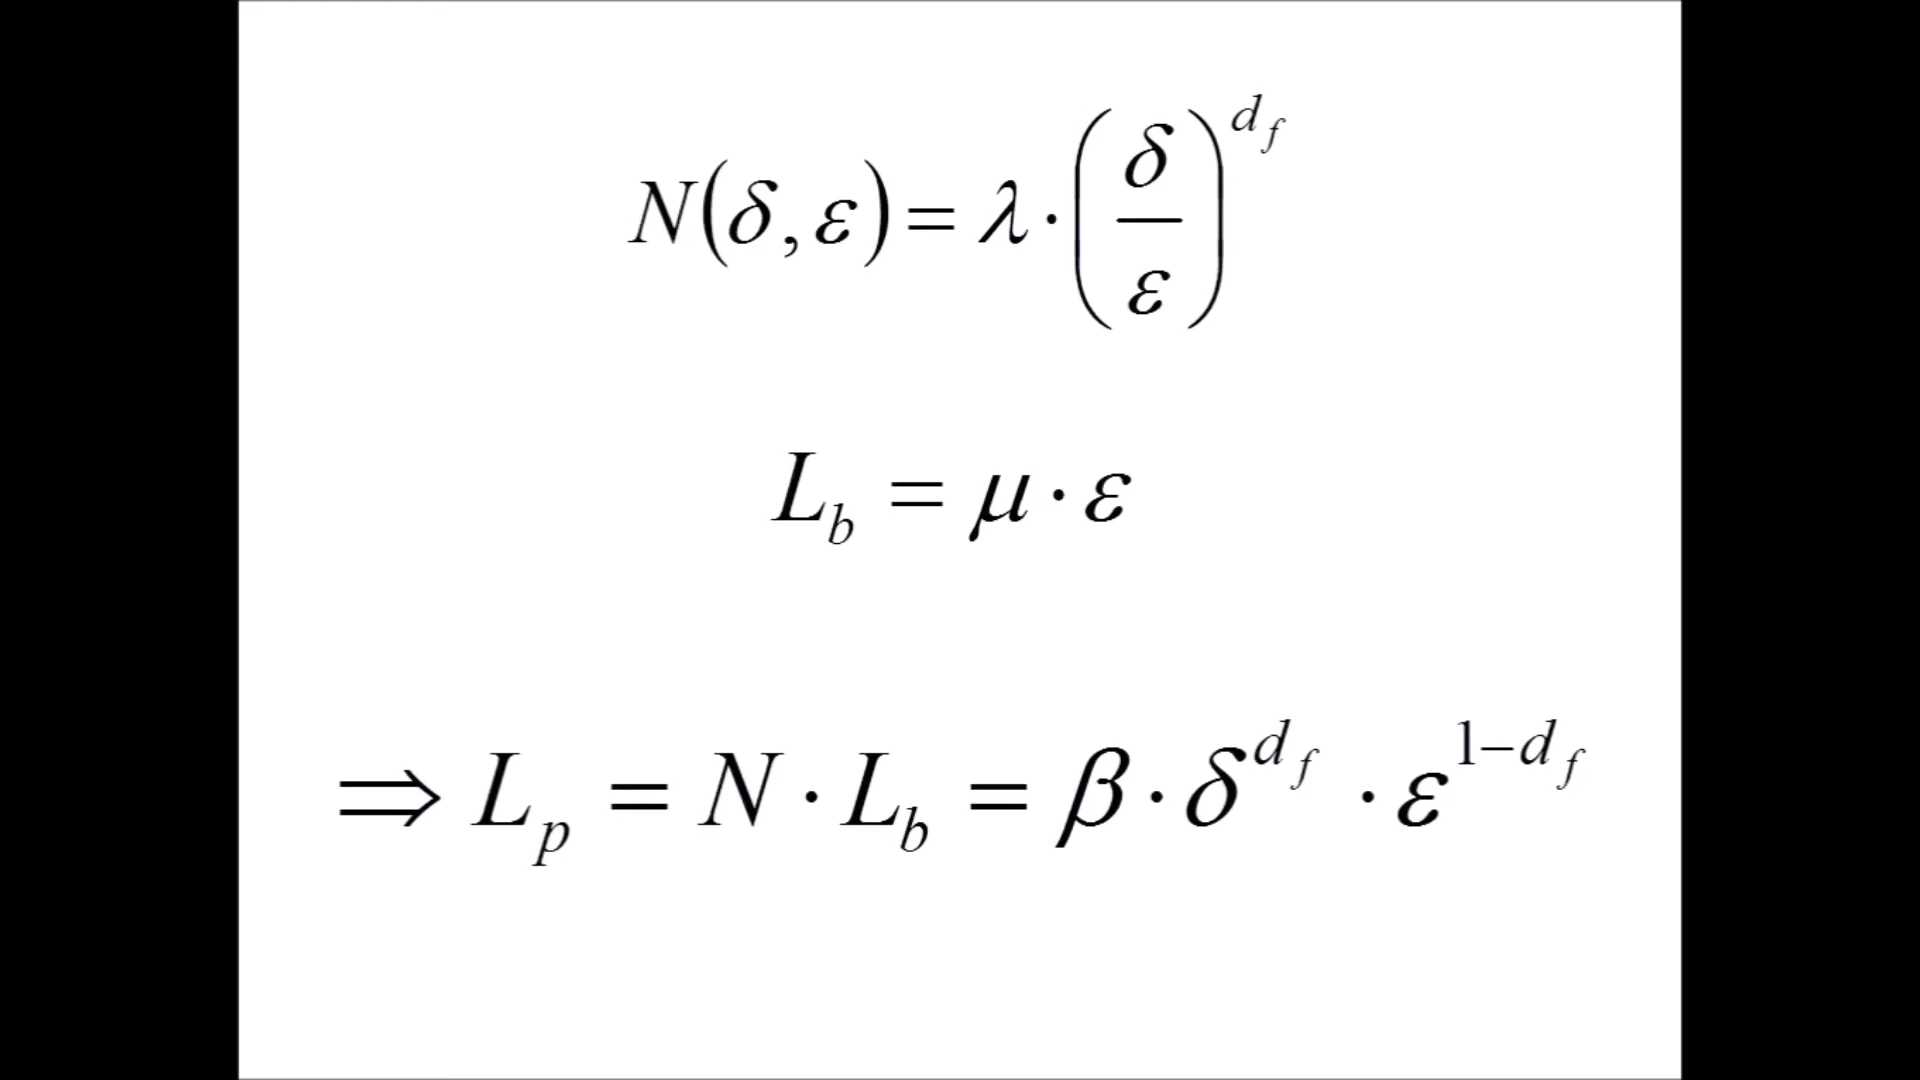 N(δ, ε) = λ · (δ/ε)^{d_f}
L_b = μ · ε
⇒ L_p = N · L_b = β · δ^{d_f} · ε^{1−d_f}